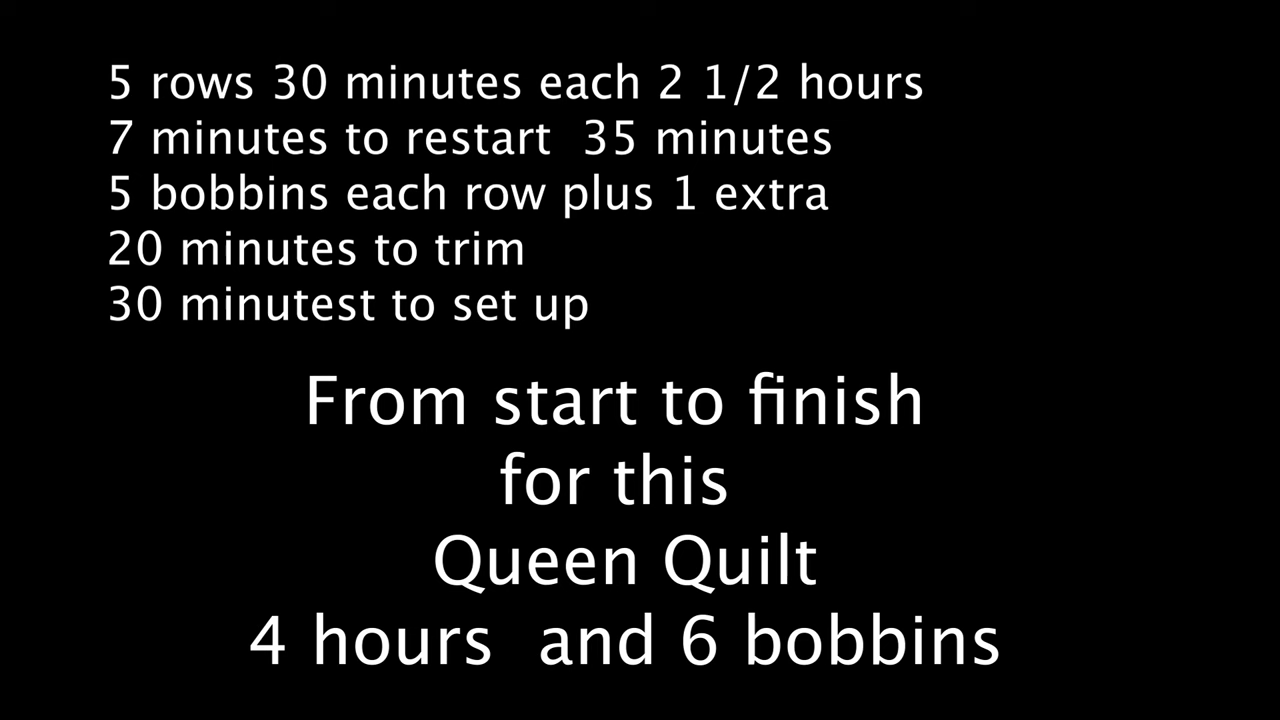 5 rows 30 minutes each 2 1/2 hours
7 minutes to restart  35 minutes
5 bobbins each row plus 1 extra
20 minutes to trim
30 minutest to set up
From start to finish
for this
Queen Quilt
4 hours  and 6 bobbins